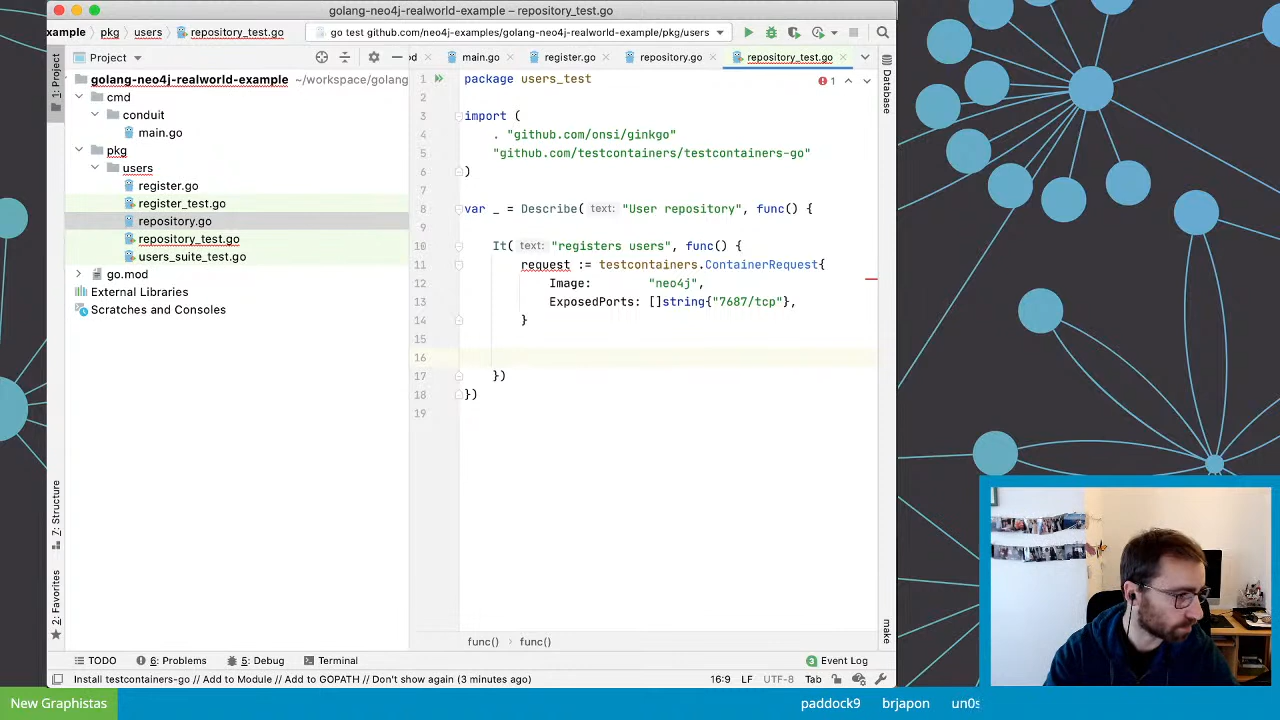 golang-neo4j-realworld-example – repository_test.go
example pkg users repository_test.go go test github.com/neo4j-examples/golang-neo4j-realworld-example/pkg/users
Project
main.go register.go repository.go repository_test.go
1: Project
golang-neo4j-realworld-example ~/workspace/golang
cmd
conduit
main.go
pkg
users
register.go
register_test.go
repository.go
repository_test.go
users_suite_test.go
go.mod
External Libraries
Scratches and Consoles
7: Structure
2: Favorites
1 package users_test
2
3 import (
4 . "github.com/onsi/ginkgo"
5 "github.com/testcontainers/testcontainers-go"
6 )
7
8 var _ = Describe( text: "User repository", func() {
9
10 It( text: "registers users", func() {
11 request := testcontainers.ContainerRequest{
12 Image: "neo4j",
13 ExposedPorts: []string{"7687/tcp"},
14 }
15
16
17 })
18 })
19
1
Database
make
func() func()
TODO 6: Problems 5: Debug Terminal 3 Event Log
Install testcontainers-go // Add to Module // Add to GOPATH // Don't show again (3 minutes ago) 16:9 LF UTF-8 Tab
New Graphistas paddock9 brjapon un0s